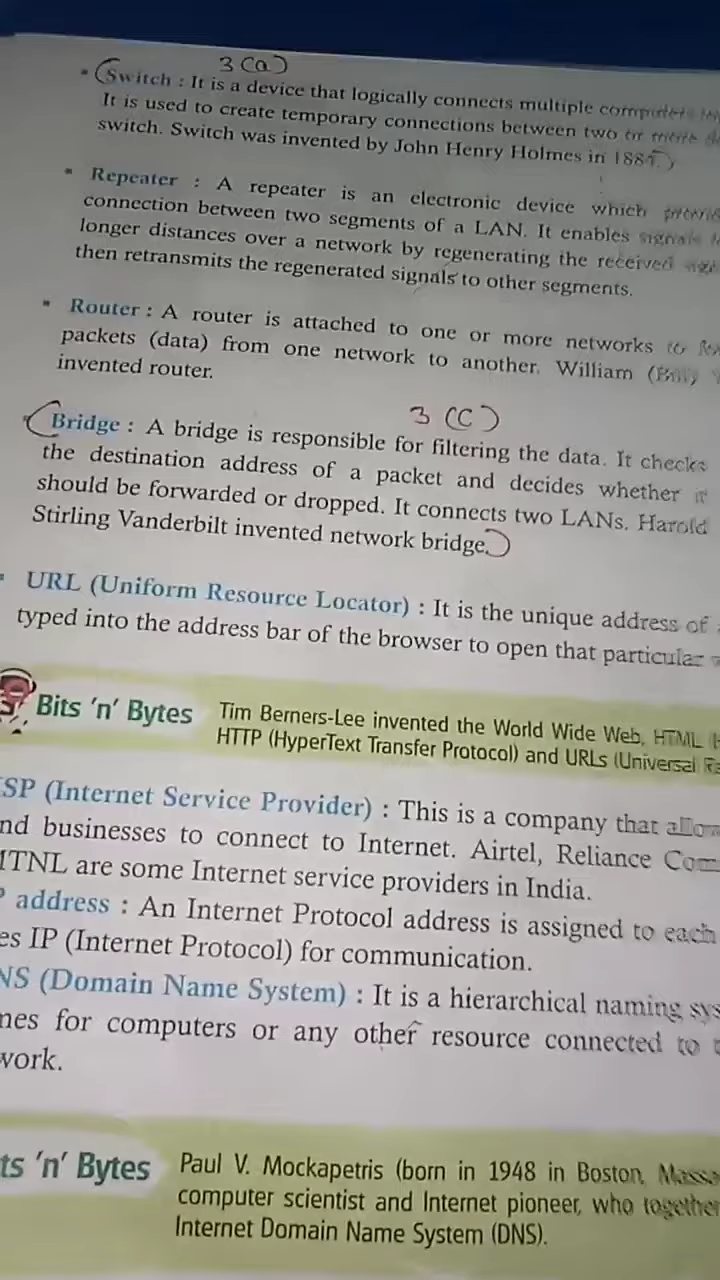 3 (a)
(Switch : It is a device that logically connects multiple computers
It is used to create temporary connections between two or more
switch. Switch was invented by John Henry Holmes in 1884.)
Repeater : A repeater is an electronic device which
connection between two segments of a LAN. It enables signals
longer distances over a network by regenerating the received
then retransmits the regenerated signals to other segments.
Router : A router is attached to one or more networks to
packets (data) from one network to another. William (Bill)
invented router.
3 (C)
(Bridge : A bridge is responsible for filtering the data. It checks
the destination address of a packet and decides whether it
should be forwarded or dropped. It connects two LANs. Harold
Stirling Vanderbilt invented network bridge.)
URL (Uniform Resource Locator) : It is the unique address of
typed into the address bar of the browser to open that particular
Bits 'n' Bytes
Tim Berners-Lee invented the World Wide Web, HTML
HTTP (HyperText Transfer Protocol) and URLs (Universal
SP (Internet Service Provider) : This is a company that
nd businesses to connect to Internet. Airtel, Reliance
MTNL are some Internet service providers in India.
address : An Internet Protocol address is assigned to each
es IP (Internet Protocol) for communication.
NS (Domain Name System) : It is a hierarchical naming
mes for computers or any other resource connected to
work.
ts 'n' Bytes
Paul V. Mockapetris (born in 1948 in Boston,
computer scientist and Internet pioneer, who together
Internet Domain Name System (DNS).